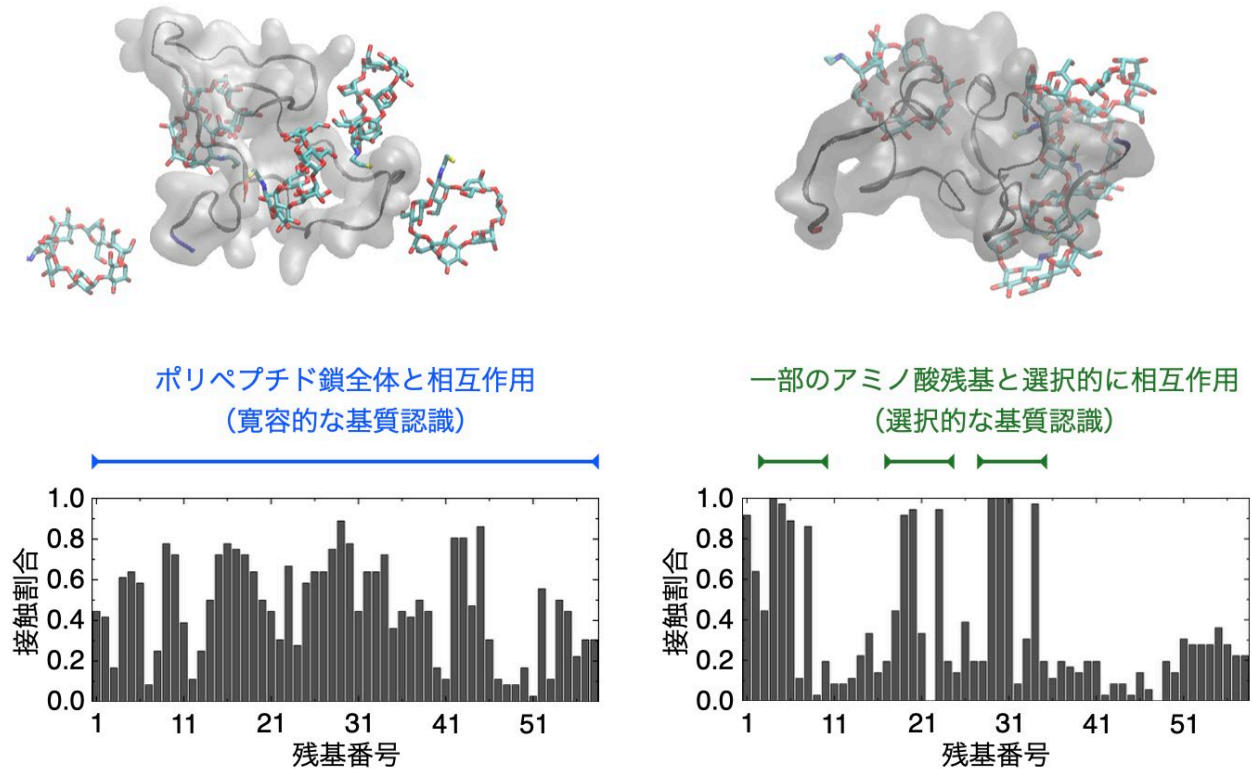 ポリペプチド鎖全体と相互作用
（寛容的な基質認識）
1.0
0.8
0.6
0.4
0.2
0.0
接触割合
1 11 21 31 41 51
残基番号
一部のアミノ酸残基と選択的に相互作用
（選択的な基質認識）
1.0
0.8
0.6
0.4
0.2
0.0
接触割合
1 11 21 31 41 51
残基番号